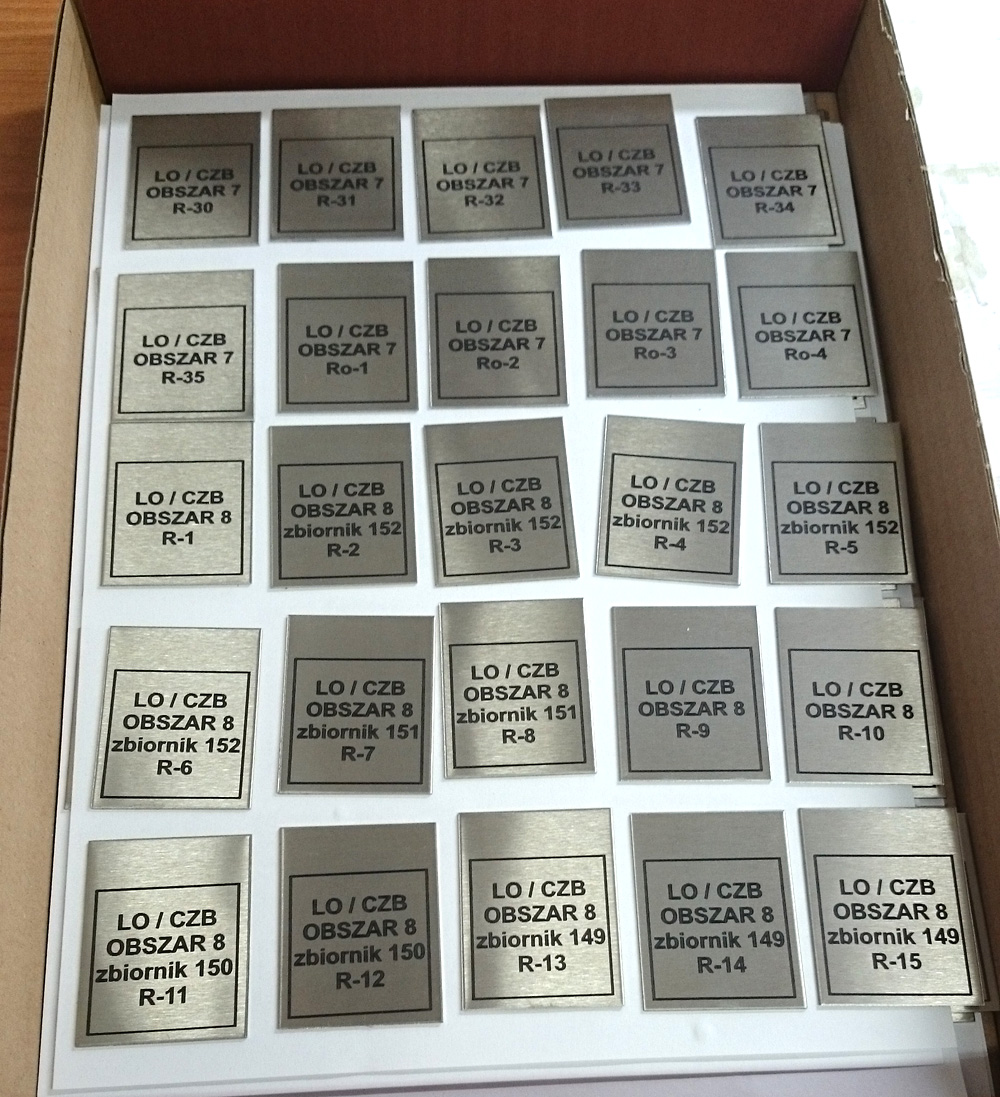 LO / CZB
OBSZAR 7
R-30
LO / CZB
OBSZAR 7
R-31
LO / CZB
OBSZAR 7
R-32
LO / CZB
OBSZAR 7
R-33
LO / CZB
OBSZAR 7
R-34
LO / CZB
OBSZAR 7
R-35
LO / CZB
OBSZAR 7
Ro-1
LO / CZB
OBSZAR 7
Ro-2
LO / CZB
OBSZAR 7
Ro-3
LO / CZB
OBSZAR 7
Ro-4
LO / CZB
OBSZAR 8
R-1
LO / CZB
OBSZAR 8
zbiornik 152
R-2
LO / CZB
OBSZAR 8
zbiornik 152
R-3
LO / CZB
OBSZAR 8
zbiornik 152
R-4
LO / CZB
OBSZAR 8
zbiornik 152
R-5
LO / CZB
OBSZAR 8
zbiornik 152
R-6
LO / CZB
OBSZAR 8
zbiornik 151
R-7
LO / CZB
OBSZAR 8
zbiornik 151
R-8
LO / CZB
OBSZAR 8
R-9
LO / CZB
OBSZAR 8
R-10
LO / CZB
OBSZAR 8
zbiornik 150
R-11
LO / CZB
OBSZAR 8
zbiornik 150
R-12
LO / CZB
OBSZAR 8
zbiornik 149
R-13
LO / CZB
OBSZAR 8
zbiornik 149
R-14
LO / CZB
OBSZAR 8
zbiornik 149
R-15